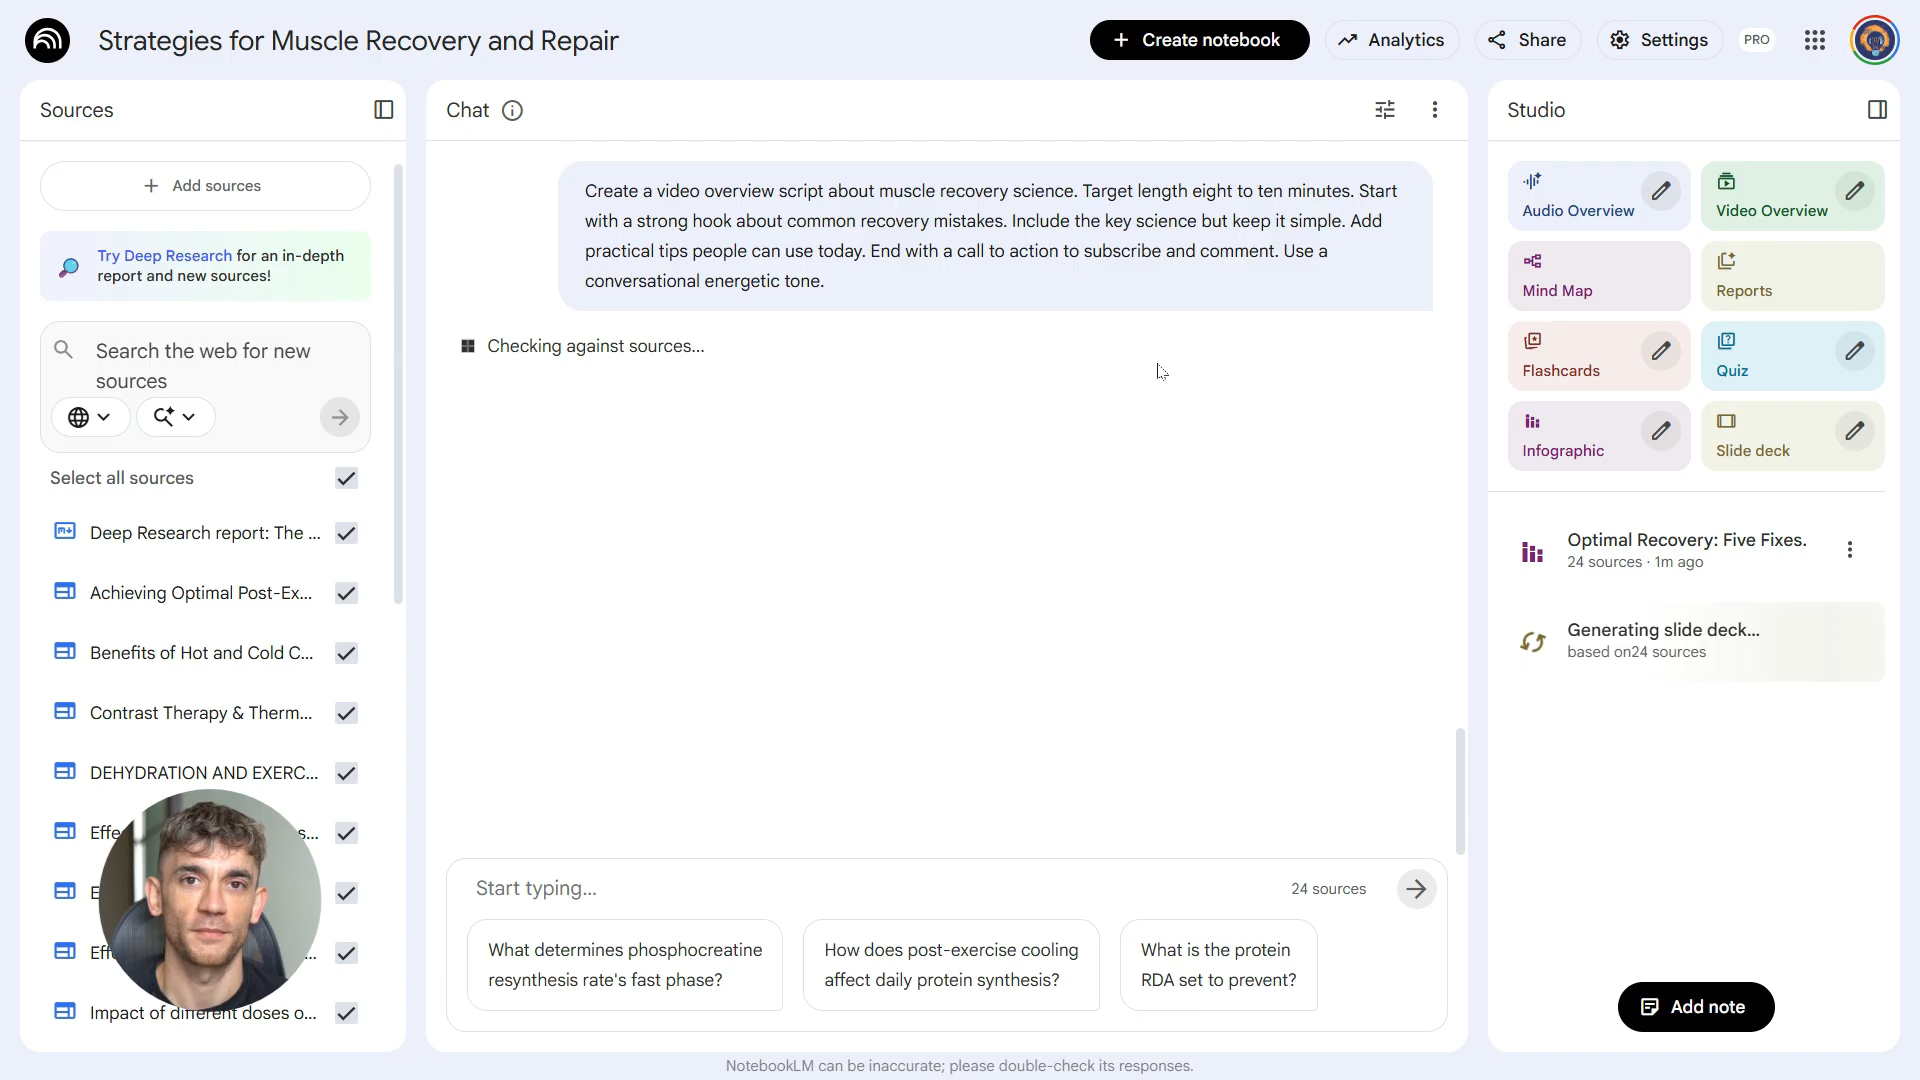 Strategies for Muscle Recovery and Repair
Create notebook
Analytics
Share
Settings
PRO
Sources
Add sources
Try Deep Research for an in-depth
report and new sources!
Search the web for new
sources
Select all sources
Deep Research report: The ...
Achieving Optimal Post-Ex...
Benefits of Hot and Cold C...
Contrast Therapy & Therm...
DEHYDRATION AND EXERC...
Impact of different doses o...
Chat
Create a video overview script about muscle recovery science. Target length eight to ten minutes. Start
with a strong hook about common recovery mistakes. Include the key science but keep it simple. Add
practical tips people can use today. End with a call to action to subscribe and comment. Use a
conversational energetic tone.
Checking against sources...
Start typing...
24 sources
What determines phosphocreatine
resynthesis rate's fast phase?
How does post-exercise cooling
affect daily protein synthesis?
What is the protein
RDA set to prevent?
NotebookLM can be inaccurate; please double-check its responses.
Studio
Audio Overview
Video Overview
Mind Map
Reports
Flashcards
Quiz
Infographic
Slide deck
Optimal Recovery: Five Fixes.
24 sources · 1m ago
Generating slide deck...
based on24 sources
Add note